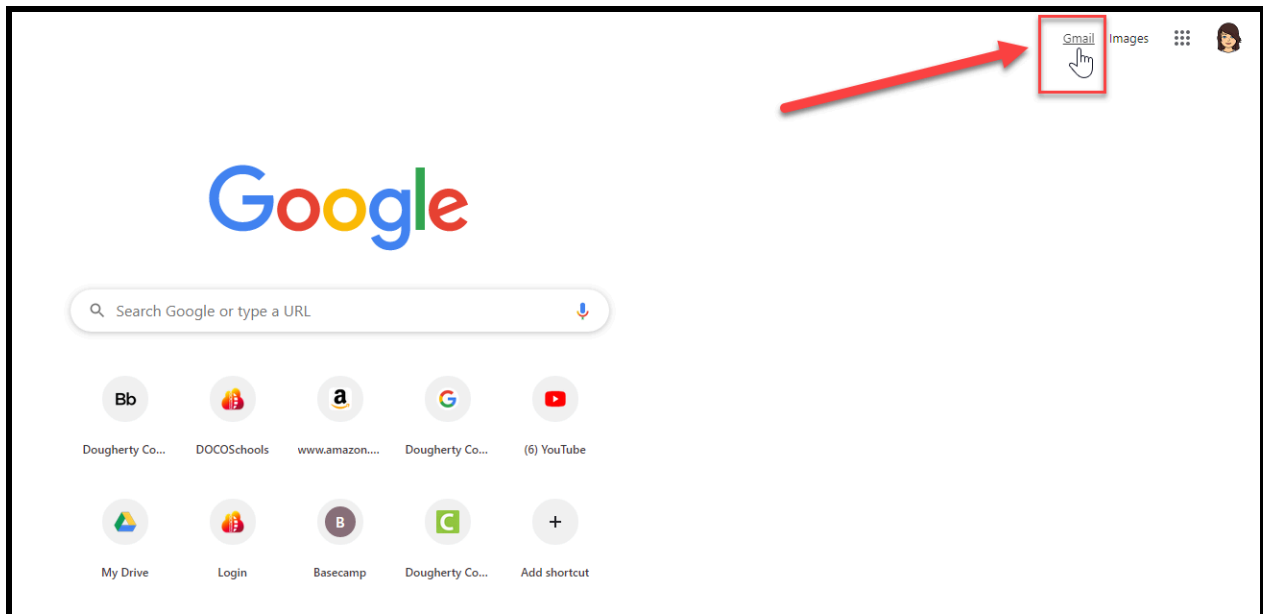 Gmail Images
Google
Search Google or type a URL
Bb
a
G
Dougherty Co... DOCOSchools www.amazon.... Dougherty Co... (6) YouTube
B
C
+
My Drive Login Basecamp Dougherty Co... Add shortcut